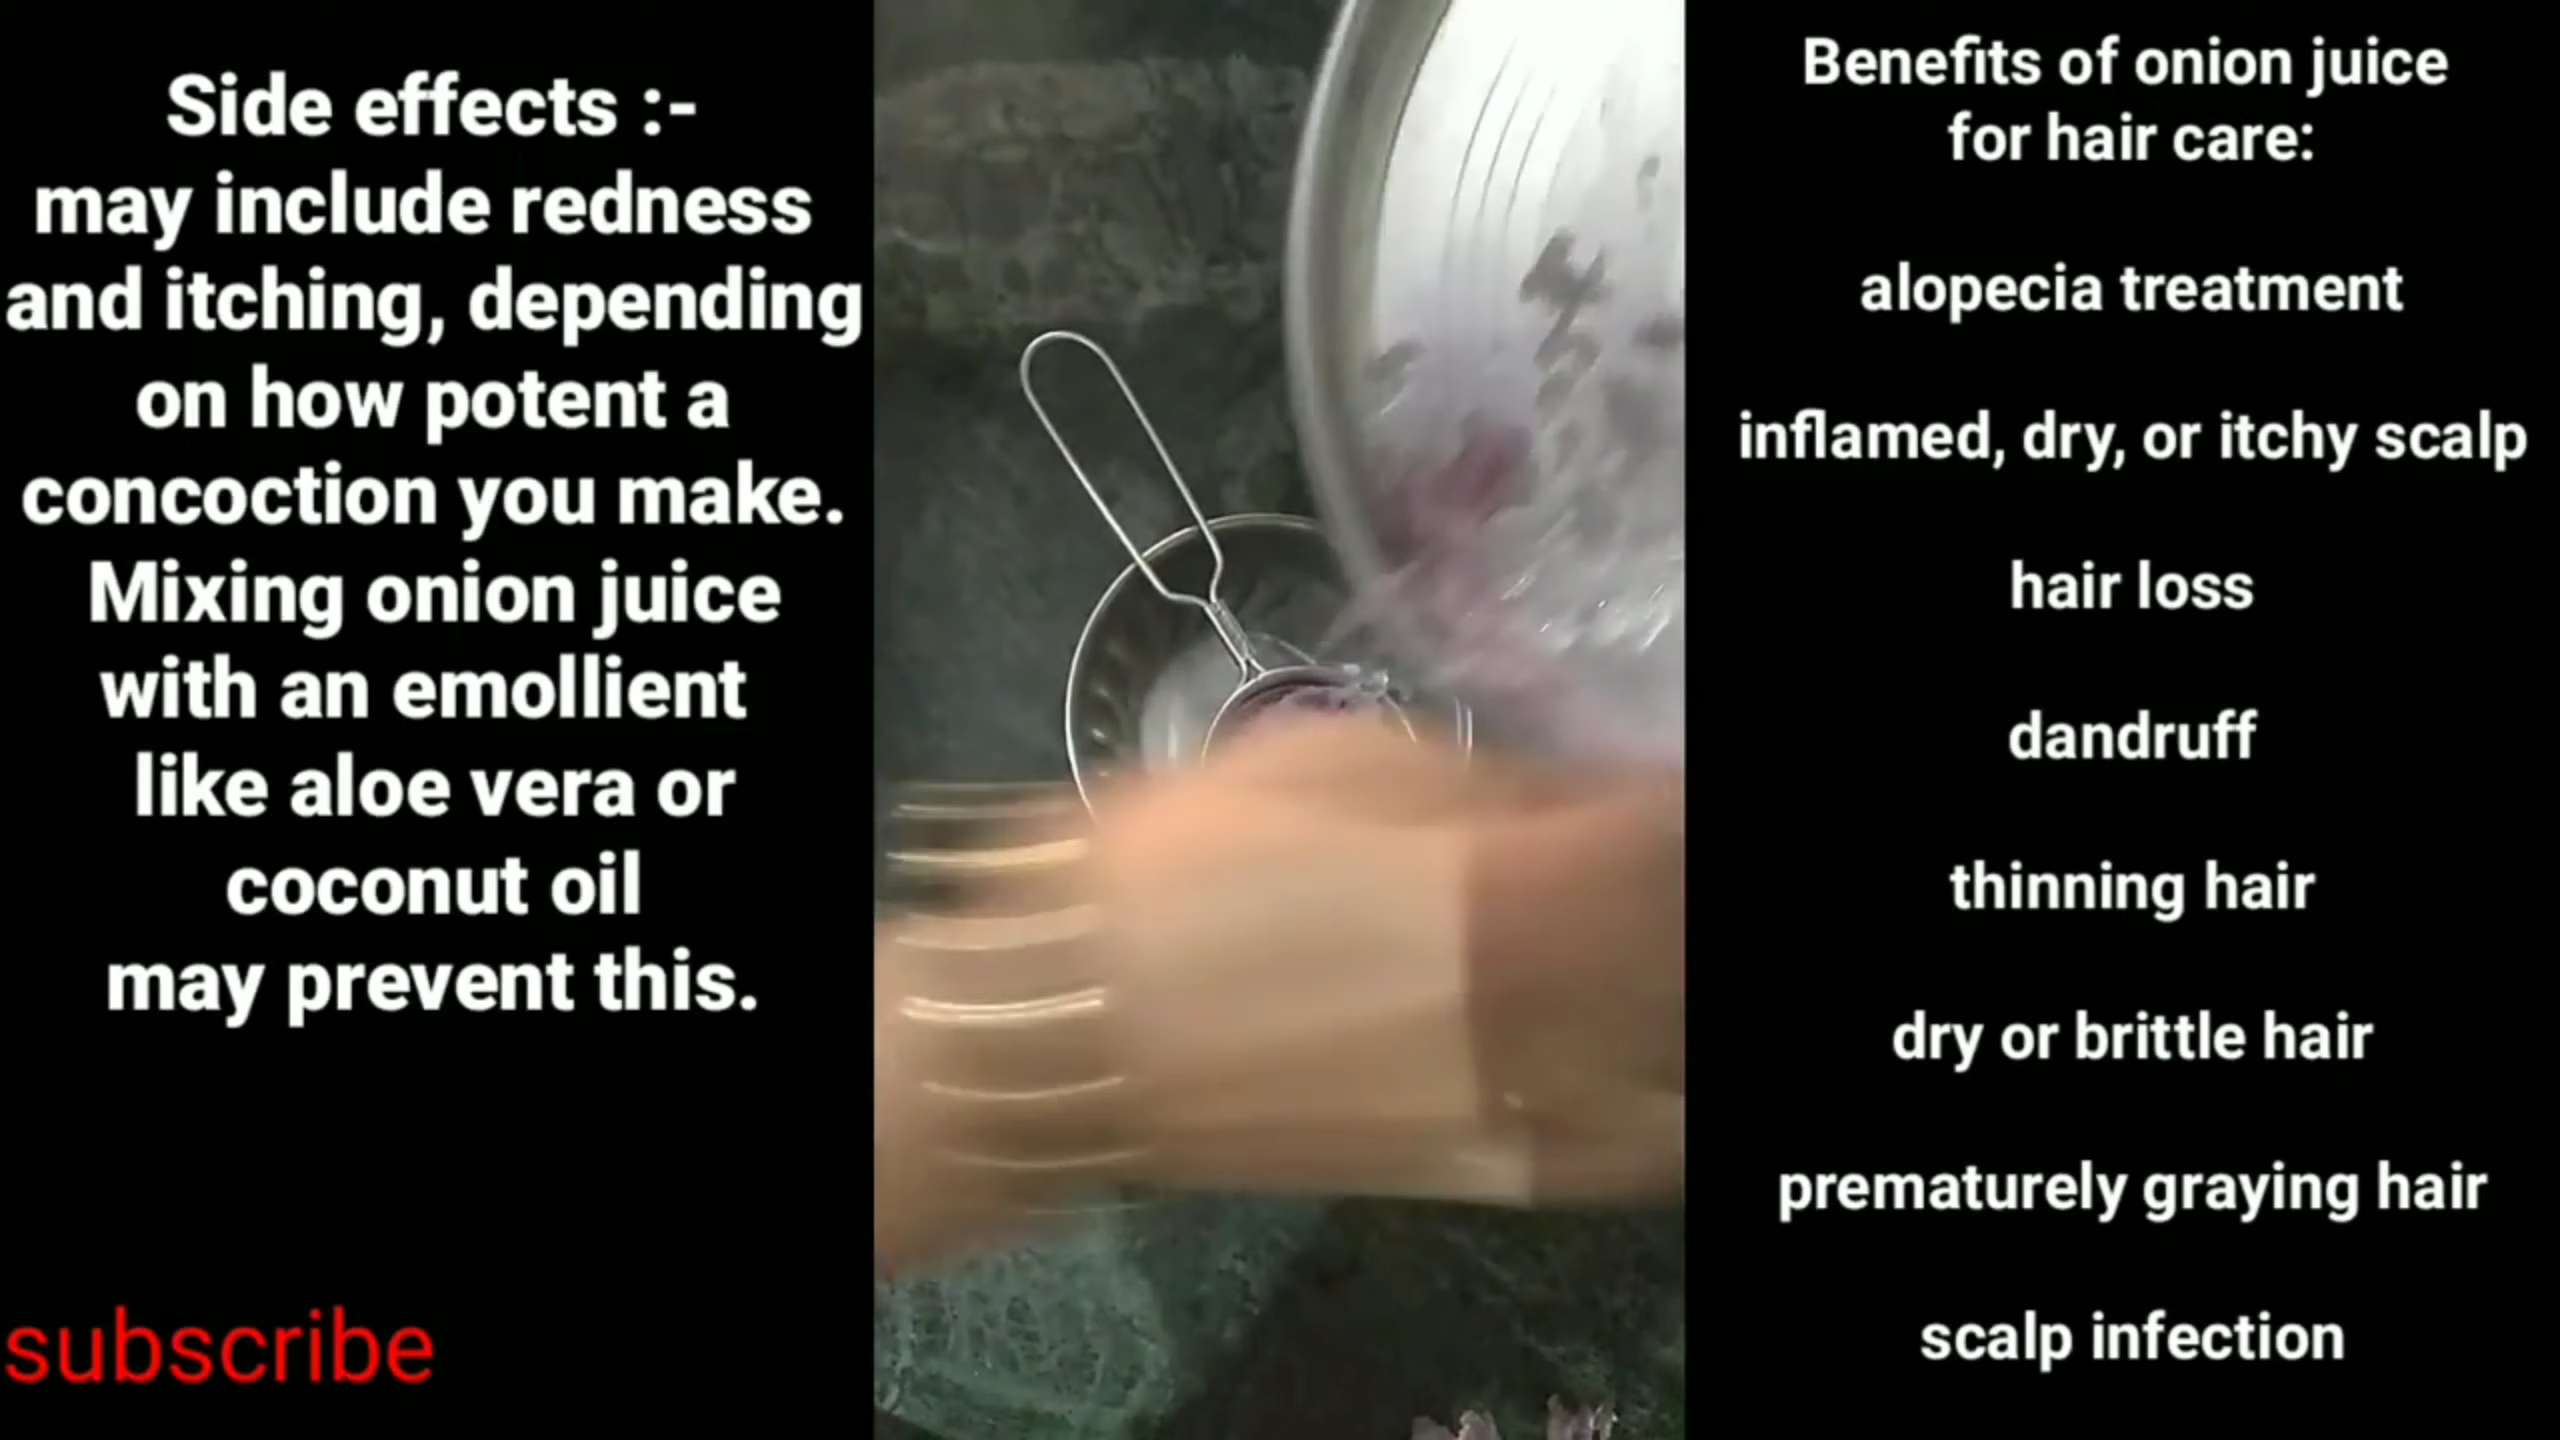 Side effects :-
may include redness
and itching, depending
on how potent a
concoction you make.
Mixing onion juice
with an emollient
like aloe vera or
coconut oil
may prevent this.
subscribe
Benefits of onion juice
for hair care:
alopecia treatment
inflamed, dry, or itchy scalp
hair loss
dandruff
thinning hair
dry or brittle hair
prematurely graying hair
scalp infection